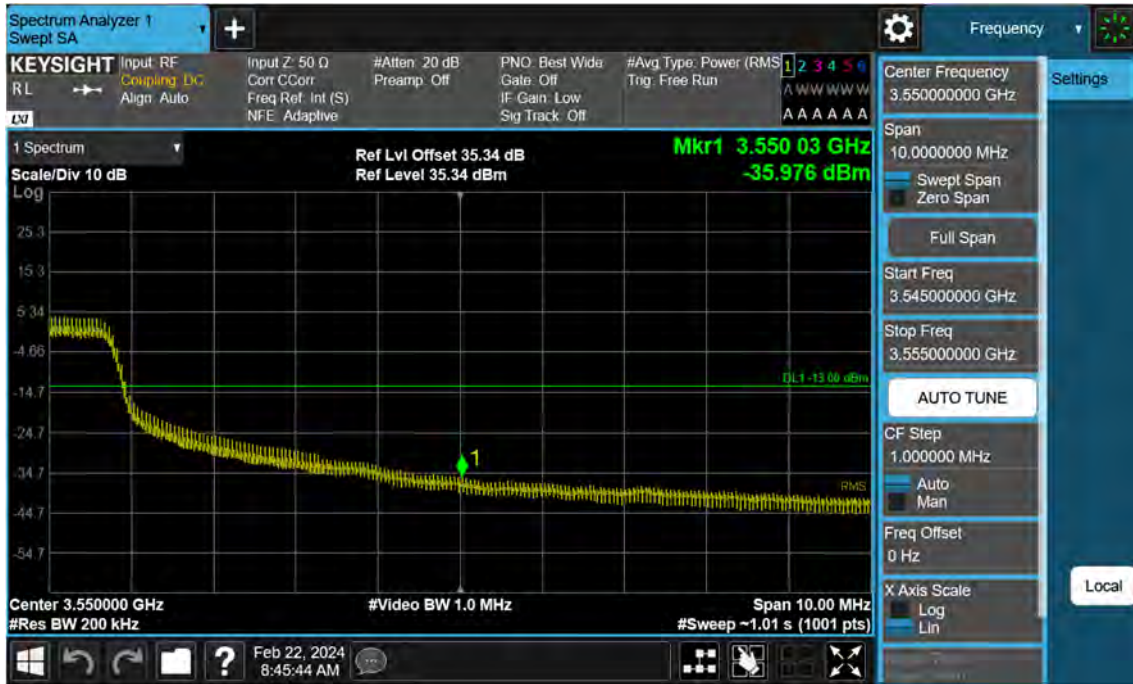 Spectrum Analyzer 1
Swept SA
+
Frequency
KEYSIGHT
RL
LXI
Input: RF
Coupling: DC
Align: Auto
Input Z: 50 Ω
Corr CCorr
Freq Ref: Int (S)
NFE: Adaptive
#Atten: 20 dB
Preamp: Off
PNO: Best Wide
Gate: Off
IF Gain: Low
Sig Track: Off
#Avg Type: Power (RMS
Trig: Free Run
1 2 3 4 5 6
A W W W W W
A A A A A A
1 Spectrum
Scale/Div 10 dB
Ref Lvl Offset 35.34 dB
Ref Level 35.34 dBm
Mkr1 3.550 03 GHz
-35.976 dBm
Log
25.3
15.3
5.34
-4.66
-14.7
-24.7
-34.7
-44.7
-54.7
DL1 -13.00 dBm
1
RMS
Center 3.550000 GHz
#Res BW 200 kHz
#Video BW 1.0 MHz
Span 10.00 MHz
#Sweep ~1.01 s (1001 pts)
Center Frequency
3.550000000 GHz
Span
10.0000000 MHz
Swept Span
Zero Span
Full Span
Start Freq
3.545000000 GHz
Stop Freq
3.555000000 GHz
AUTO TUNE
CF Step
1.000000 MHz
Auto
Man
Freq Offset
0 Hz
X Axis Scale
Log
Lin
Settings
Local
?
Feb 22, 2024
8:45:44 AM